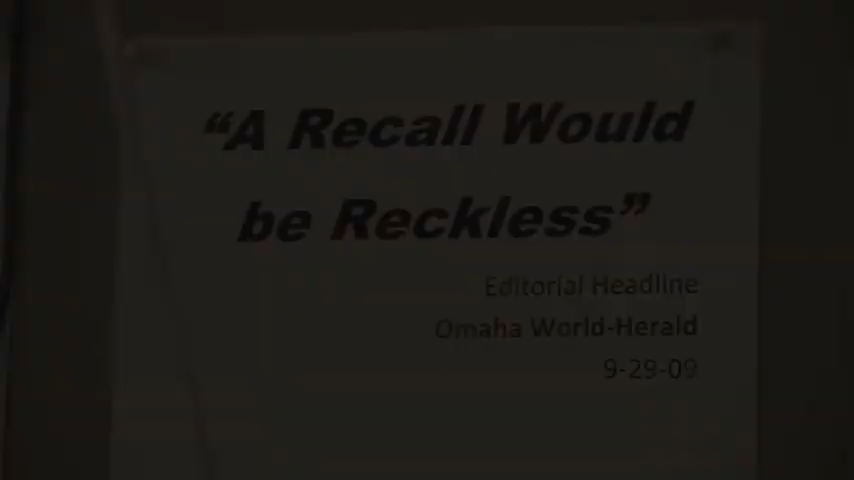 “A Recall Would
be Reckless”
Editorial Headline
Omaha World-Herald
9-29-09